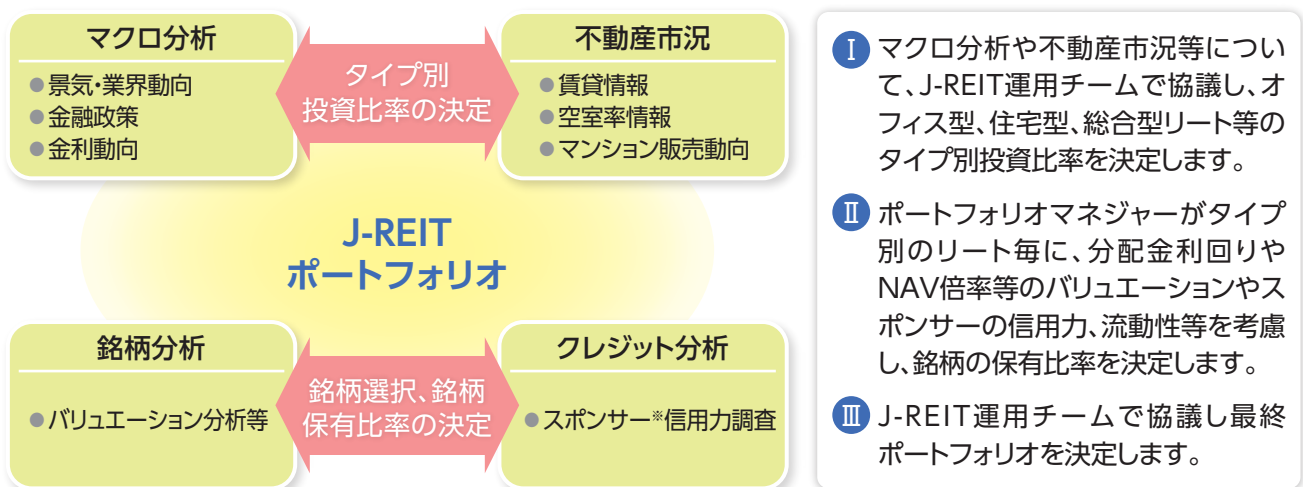 マクロ分析
●景気・業界動向
●金融政策
●金利動向
タイプ別
投資比率の決定
不動産市況
●賃貸情報
●空室率情報
●マンション販売動向
J-REIT
ポートフォリオ
銘柄分析
●バリュエーション分析等
銘柄選択、銘柄
保有比率の決定
クレジット分析
●スポンサー※信用力調査
Ⅰ マクロ分析や不動産市況等につい
て、J-REIT運用チームで協議し、オ
フィス型、住宅型、総合型リート等の
タイプ別投資比率を決定します。
Ⅱ ポートフォリオマネジャーがタイプ
別のリート毎に、分配金利回りや
NAV倍率等のバリュエーションやス
ポンサーの信用力、流動性等を考慮
し、銘柄の保有比率を決定します。
Ⅲ J-REIT運用チームで協議し最終
ポートフォリオを決定します。